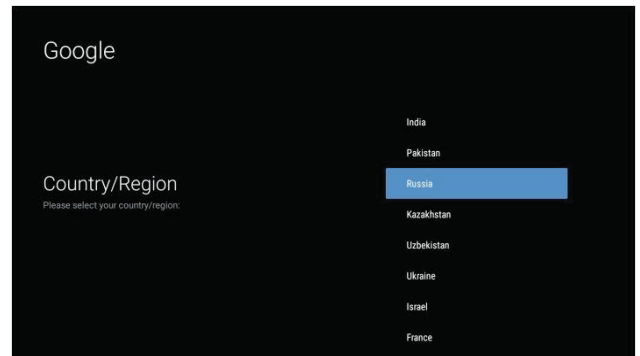 Google
Country/Region
Please select your country/region:
India
Pakistan
Russia
Kazakhstan
Uzbekistan
Ukraine
Israel
France